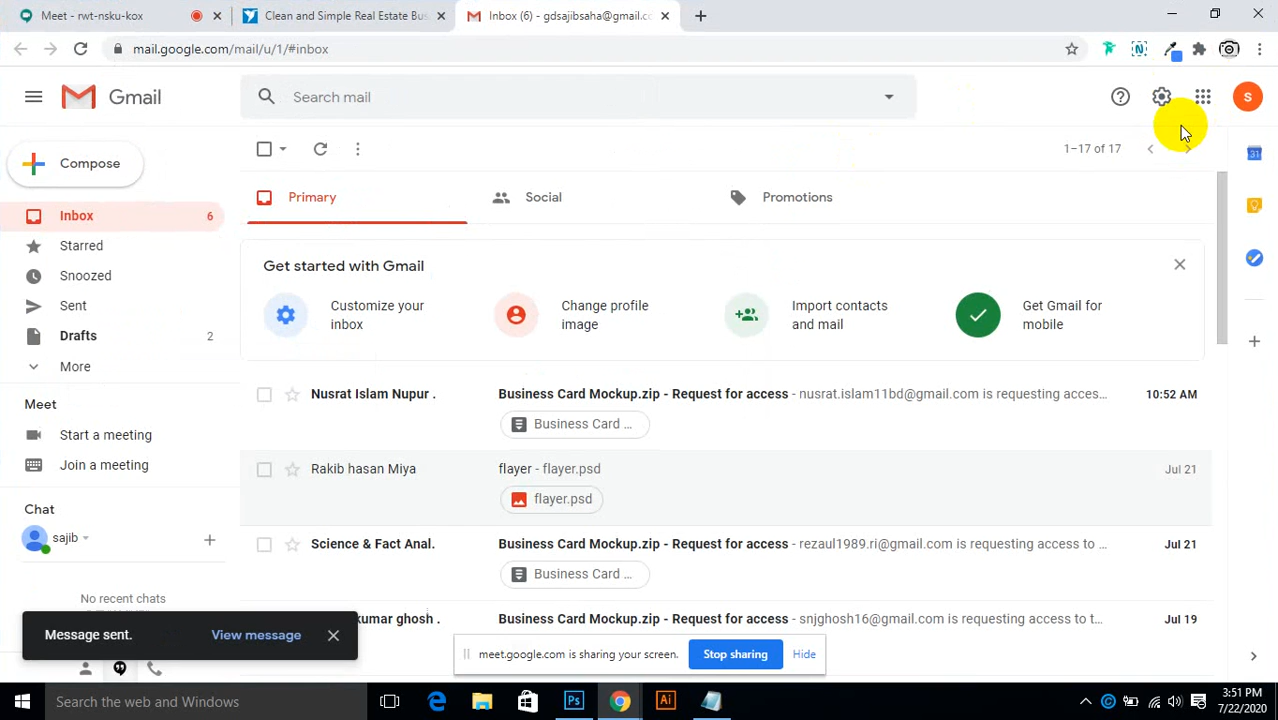 Meet - rwt-nsku-kox
Clean and Simple Real Estate Bus
Inbox (6) - gdsajibsaha@gmail.co
mail.google.com/mail/u/1/#inbox
Gmail
Search mail
S
Compose
1–17 of 17
31
Primary
Social
Promotions
Inbox 6
Starred
Snoozed
Sent
Drafts 2
More
Get started with Gmail
Customize your
inbox
Change profile
image
Import contacts
and mail
Get Gmail for
mobile
Nusrat Islam Nupur . Business Card Mockup.zip - Request for access - nusrat.islam11bd@gmail.com is requesting acces... 10:52 AM
Business Card ...
Meet
Start a meeting
Join a meeting
Rakib hasan Miya flayer - flayer.psd Jul 21
flayer.psd
Chat
sajib
Science & Fact Anal. Business Card Mockup.zip - Request for access - rezaul1989.ri@gmail.com is requesting access to ... Jul 21
Business Card ...
No recent chats
kumar ghosh . Business Card Mockup.zip - Request for access - snjghosh16@gmail.com is requesting access to t... Jul 19
Message sent. View message
meet.google.com is sharing your screen. Stop sharing Hide
Search the web and Windows
Ps
Ai
3:51 PM
7/22/2020